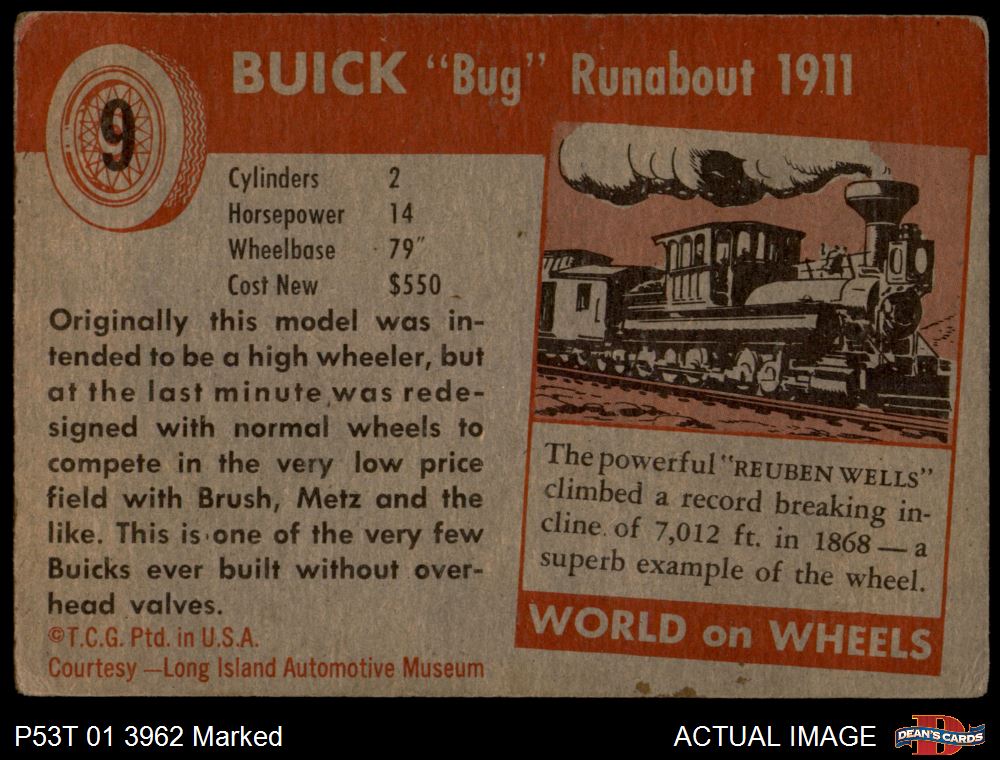 9
BUICK "Bug" Runabout 1911
Cylinders 2
Horsepower 14
Wheelbase 79"
Cost New $550
Originally this model was in-
tended to be a high wheeler, but
at the last minute was rede-
signed with normal wheels to
compete in the very low price
field with Brush, Metz and the
like. This is one of the very few
Buicks ever built without over-
head valves.
©T.C.G. Ptd. in U.S.A.
Courtesy—Long Island Automotive Museum
The powerful "REUBEN WELLS"
climbed a record breaking in-
cline of 7,012 ft. in 1868—a
superb example of the wheel.
WORLD on WHEELS
P53T 01 3962 Marked
ACTUAL IMAGE
DEAN'S CARDS